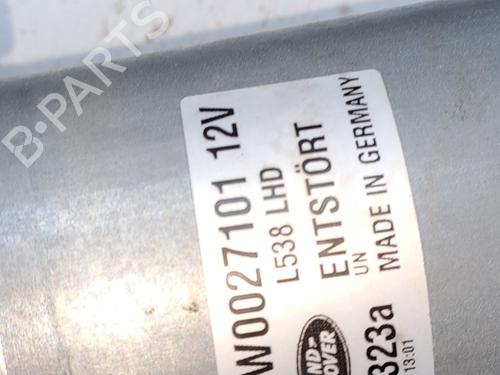 W0027101 12V
L538 LHD
ENTSTÖRT
UN
MADE IN GERMANY
323a
13:01
B-PARTS